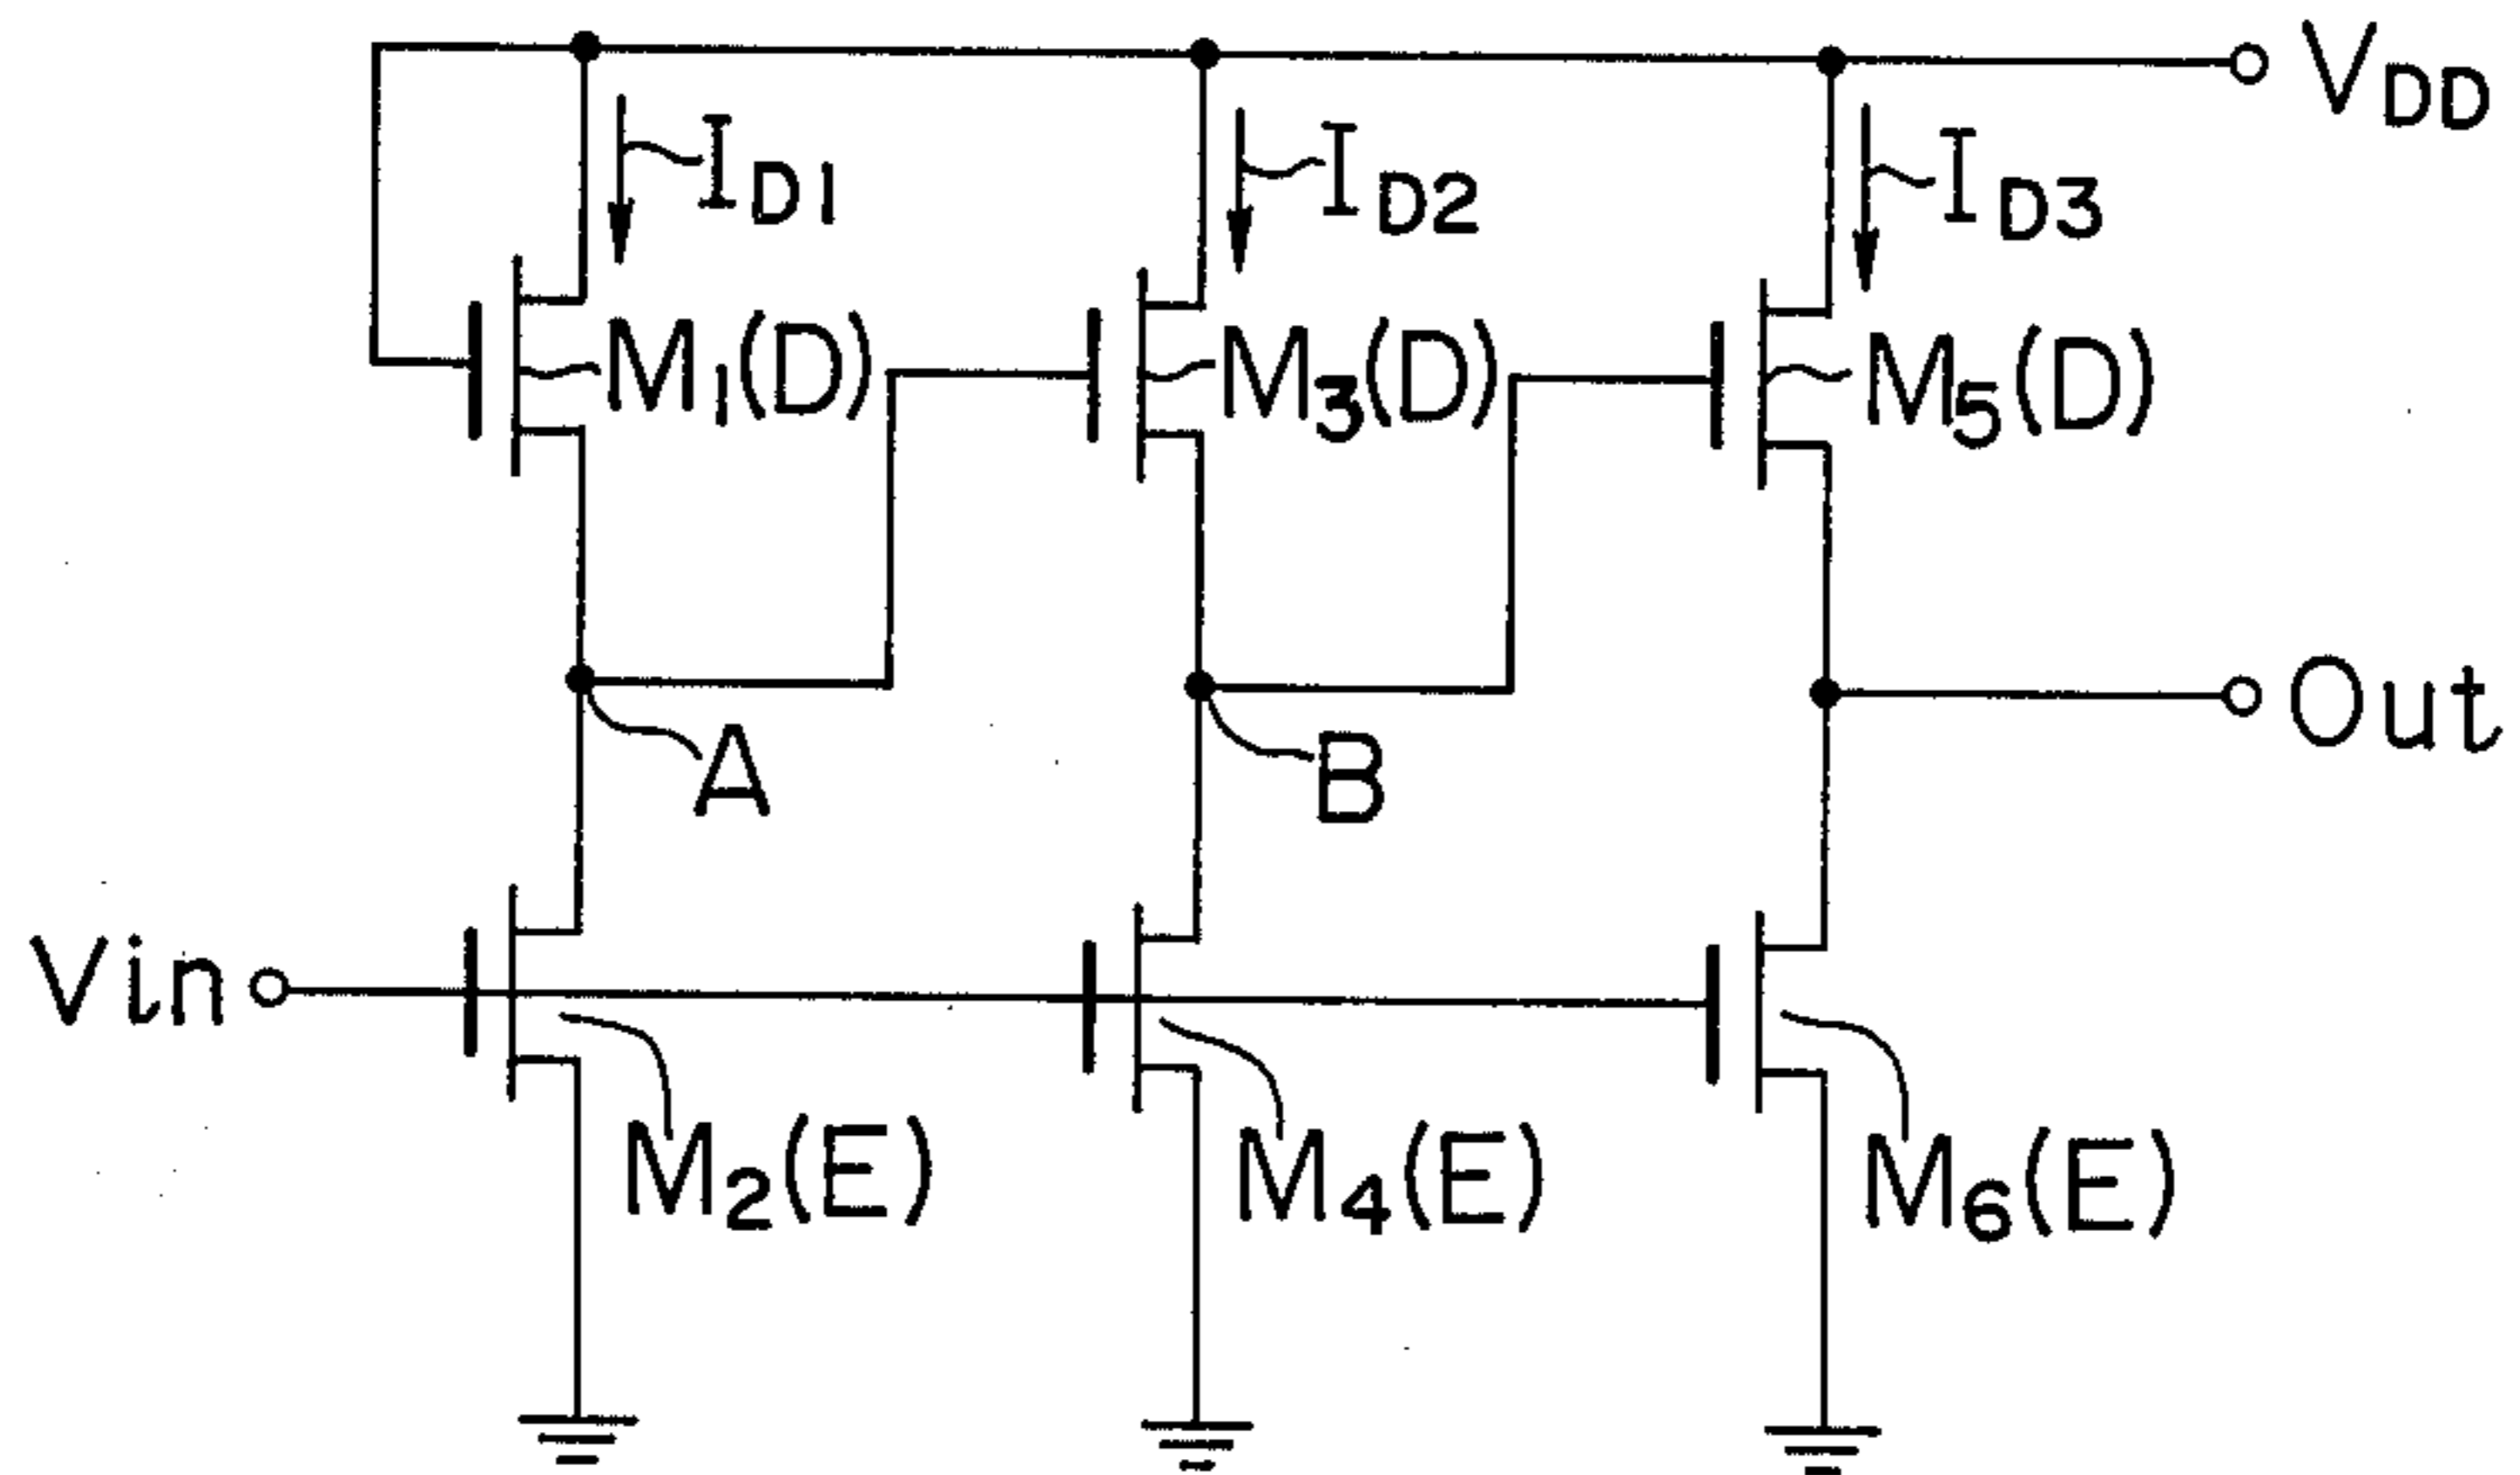 VDD
ID1 ID2 ID3
M1(D) M3(D) M5(D)
Out
A B
Vin
M2(E) M4(E) M6(E)